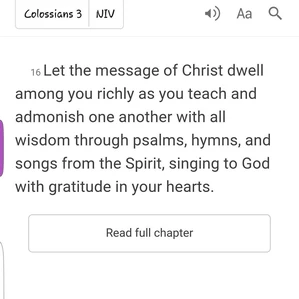 Colossians 3 NIV Aa
16 Let the message of Christ dwell
among you richly as you teach and
admonish one another with all
wisdom through psalms, hymns, and
songs from the Spirit, singing to God
with gratitude in your hearts.
Read full chapter